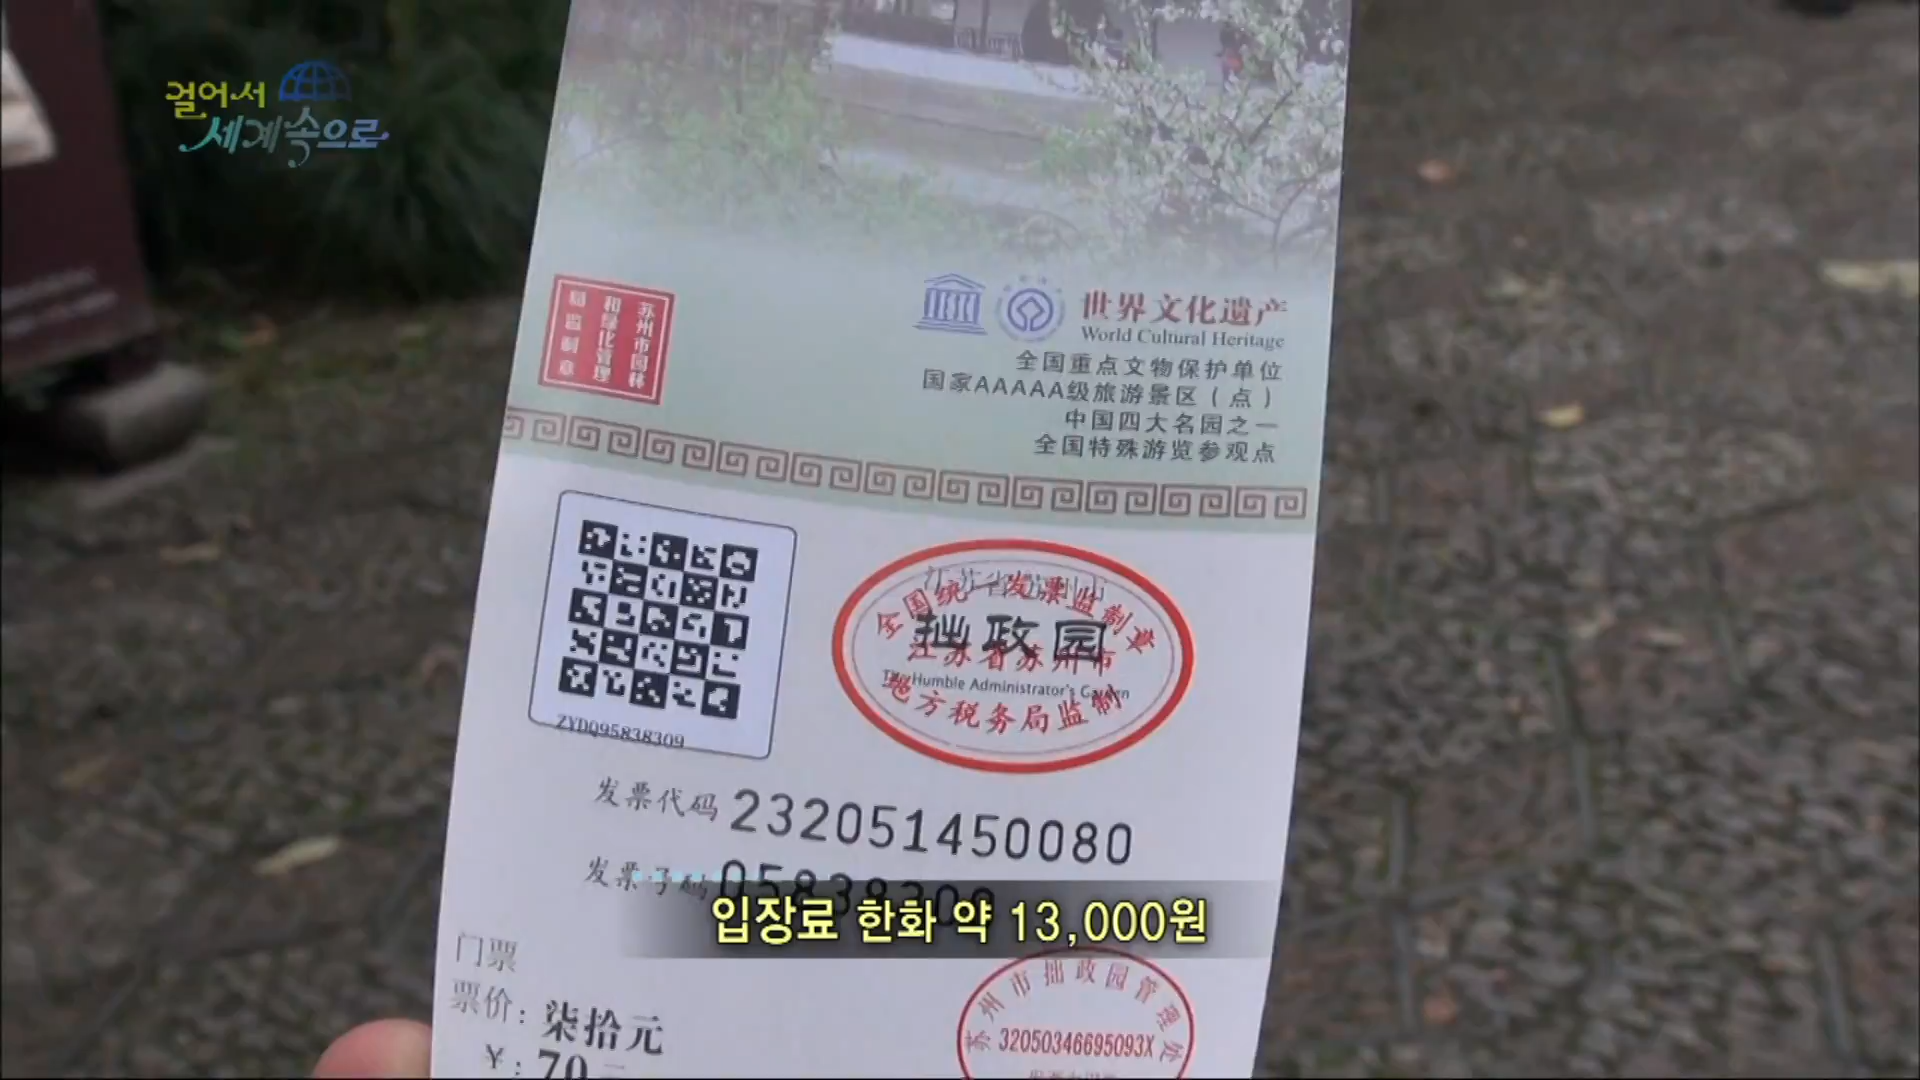 걸어서
세계속으로
世界文化遗产
World Cultural Heritage
苏州市园林
和绿化管理
局监制章
全国重点文物保护单位
国家AAAAA级旅游景区（点）
中国四大名园之一
全国特殊游览参观点
全国统一发票监制章
拙政园
江苏省苏州市
The Humble Administrator's Garden
地方税务局监制
ZYDQ95838309
发票代码 232051450080
发票号码
입장료 한화 약 13,000원
门票
票价: 柒拾元
¥: 70元
苏州市拙政园管理处
32050346695093X